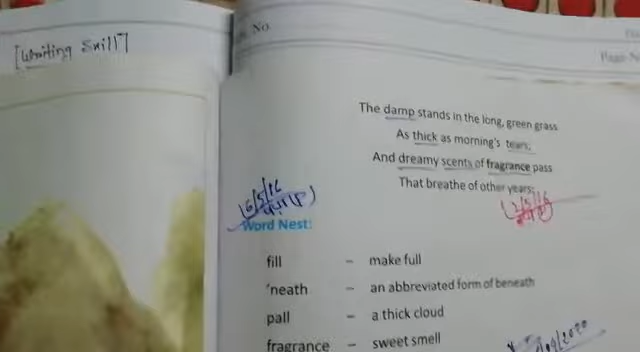 No
[Writing Skill]
Page N
The damp stands in the long, green grass
As thick as morning's tears;
And dreamy scents of fragrance pass
That breathe of other years;
Word Nest:
fill – make full
'neath – an abbreviated form of beneath
pall – a thick cloud
fragrance – sweet smell